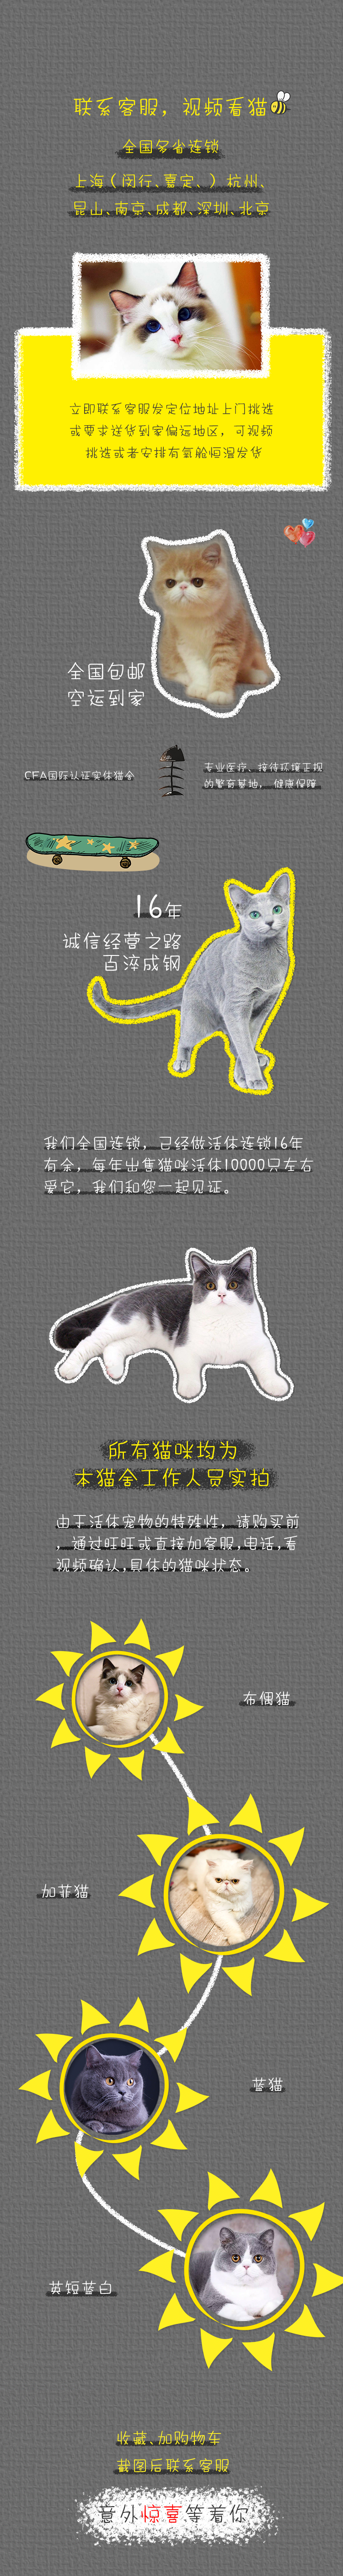 联系客服，视频看猫
全国多省连锁
上海（闵行、嘉定、）杭州、
昆山、南京、成都、深圳、北京
立即联系客服发定位地址上门挑选
或要求送货到家偏远地区，可视频
挑选或者安排有氧舱恒温发货
全国包邮
空运到家
CFA国际认证实体猫舍
专业医疗、接待环境正规
的繁育基地， 健康保障
16年
诚信经营之路
百淬成钢
我们全国连锁，已经做活体连锁16年
有余，每年出售猫咪活体10000只左右
爱它，我们和您一起见证。
所有猫咪均为
本猫舍工作人员实拍
由于活体宠物的特殊性，请购买前
，通过旺旺或直接加客服,电话,看
视频确认,具体的猫咪状态。
布偶猫
加菲猫
蓝猫
英短蓝白
收藏、加购物车
截图后联系客服
意外惊喜等着你